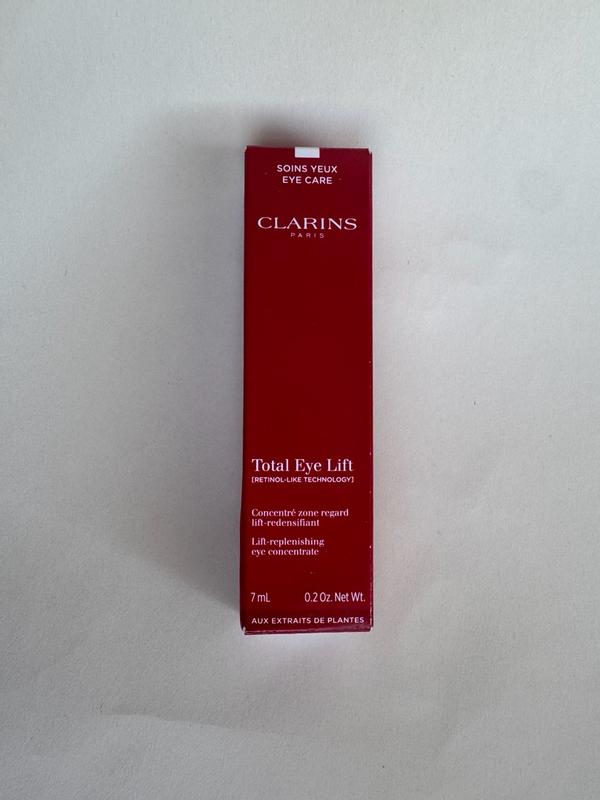 SOINS YEUX
EYE CARE
CLARINS
PARIS
Total Eye Lift
[RETINOL-LIKE TECHNOLOGY]
Concentré zone regard
lift-redensifiant
Lift-replenishing
eye concentrate
7 mL 0.2 Oz. Net Wt.
AUX EXTRAITS DE PLANTES